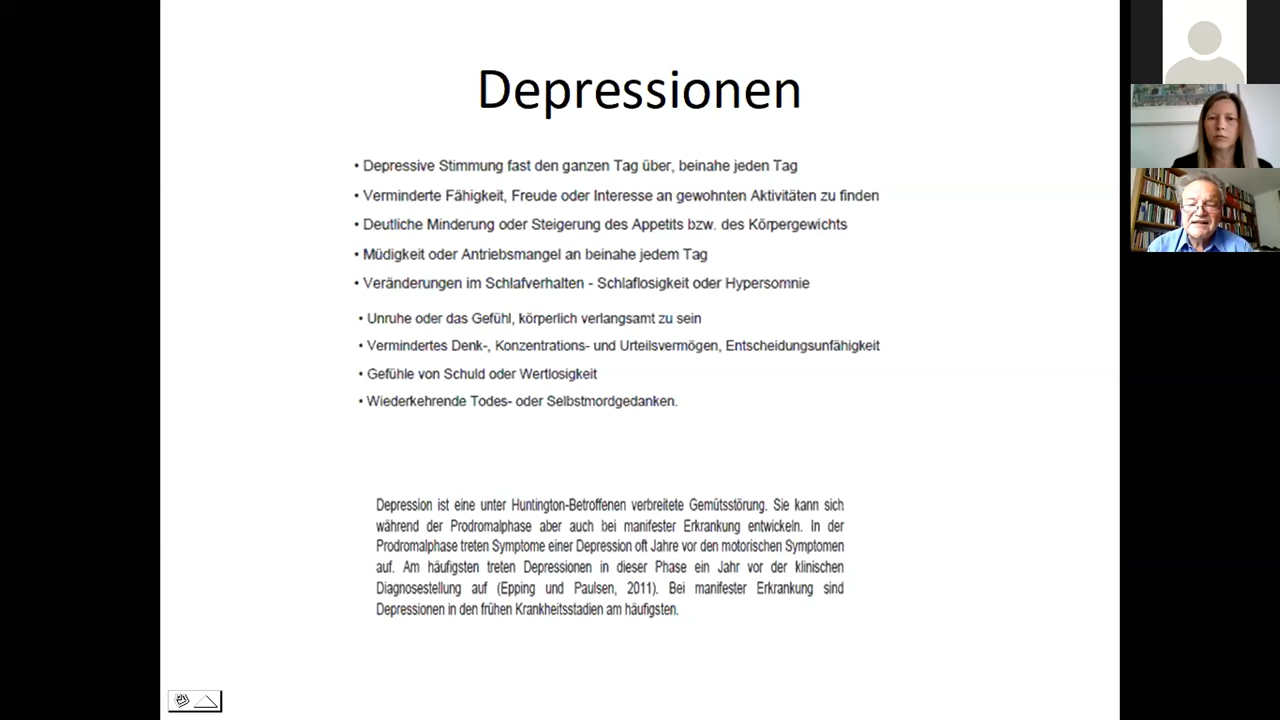 Depressionen
• Depressive Stimmung fast den ganzen Tag über, beinahe jeden Tag
• Verminderte Fähigkeit, Freude oder Interesse an gewohnten Aktivitäten zu finden
• Deutliche Minderung oder Steigerung des Appetits bzw. des Körpergewichts
• Müdigkeit oder Antriebsmangel an beinahe jedem Tag
• Veränderungen im Schlafverhalten - Schlaflosigkeit oder Hypersomnie
• Unruhe oder das Gefühl, körperlich verlangsamt zu sein
• Vermindertes Denk-, Konzentrations- und Urteilsvermögen, Entscheidungsunfähigkeit
• Gefühle von Schuld oder Wertlosigkeit
• Wiederkehrende Todes- oder Selbstmordgedanken.
Depression ist eine unter Huntington-Betroffenen verbreitete Gemütsstörung. Sie kann sich
während der Prodromalphase aber auch bei manifester Erkrankung entwickeln. In der
Prodromalphase treten Symptome einer Depression oft Jahre vor den motorischen Symptomen
auf. Am häufigsten treten Depressionen in dieser Phase ein Jahr vor der klinischen
Diagnosestellung auf (Epping und Paulsen, 2011). Bei manifester Erkrankung sind
Depressionen in den frühen Krankheitsstadien am häufigsten.